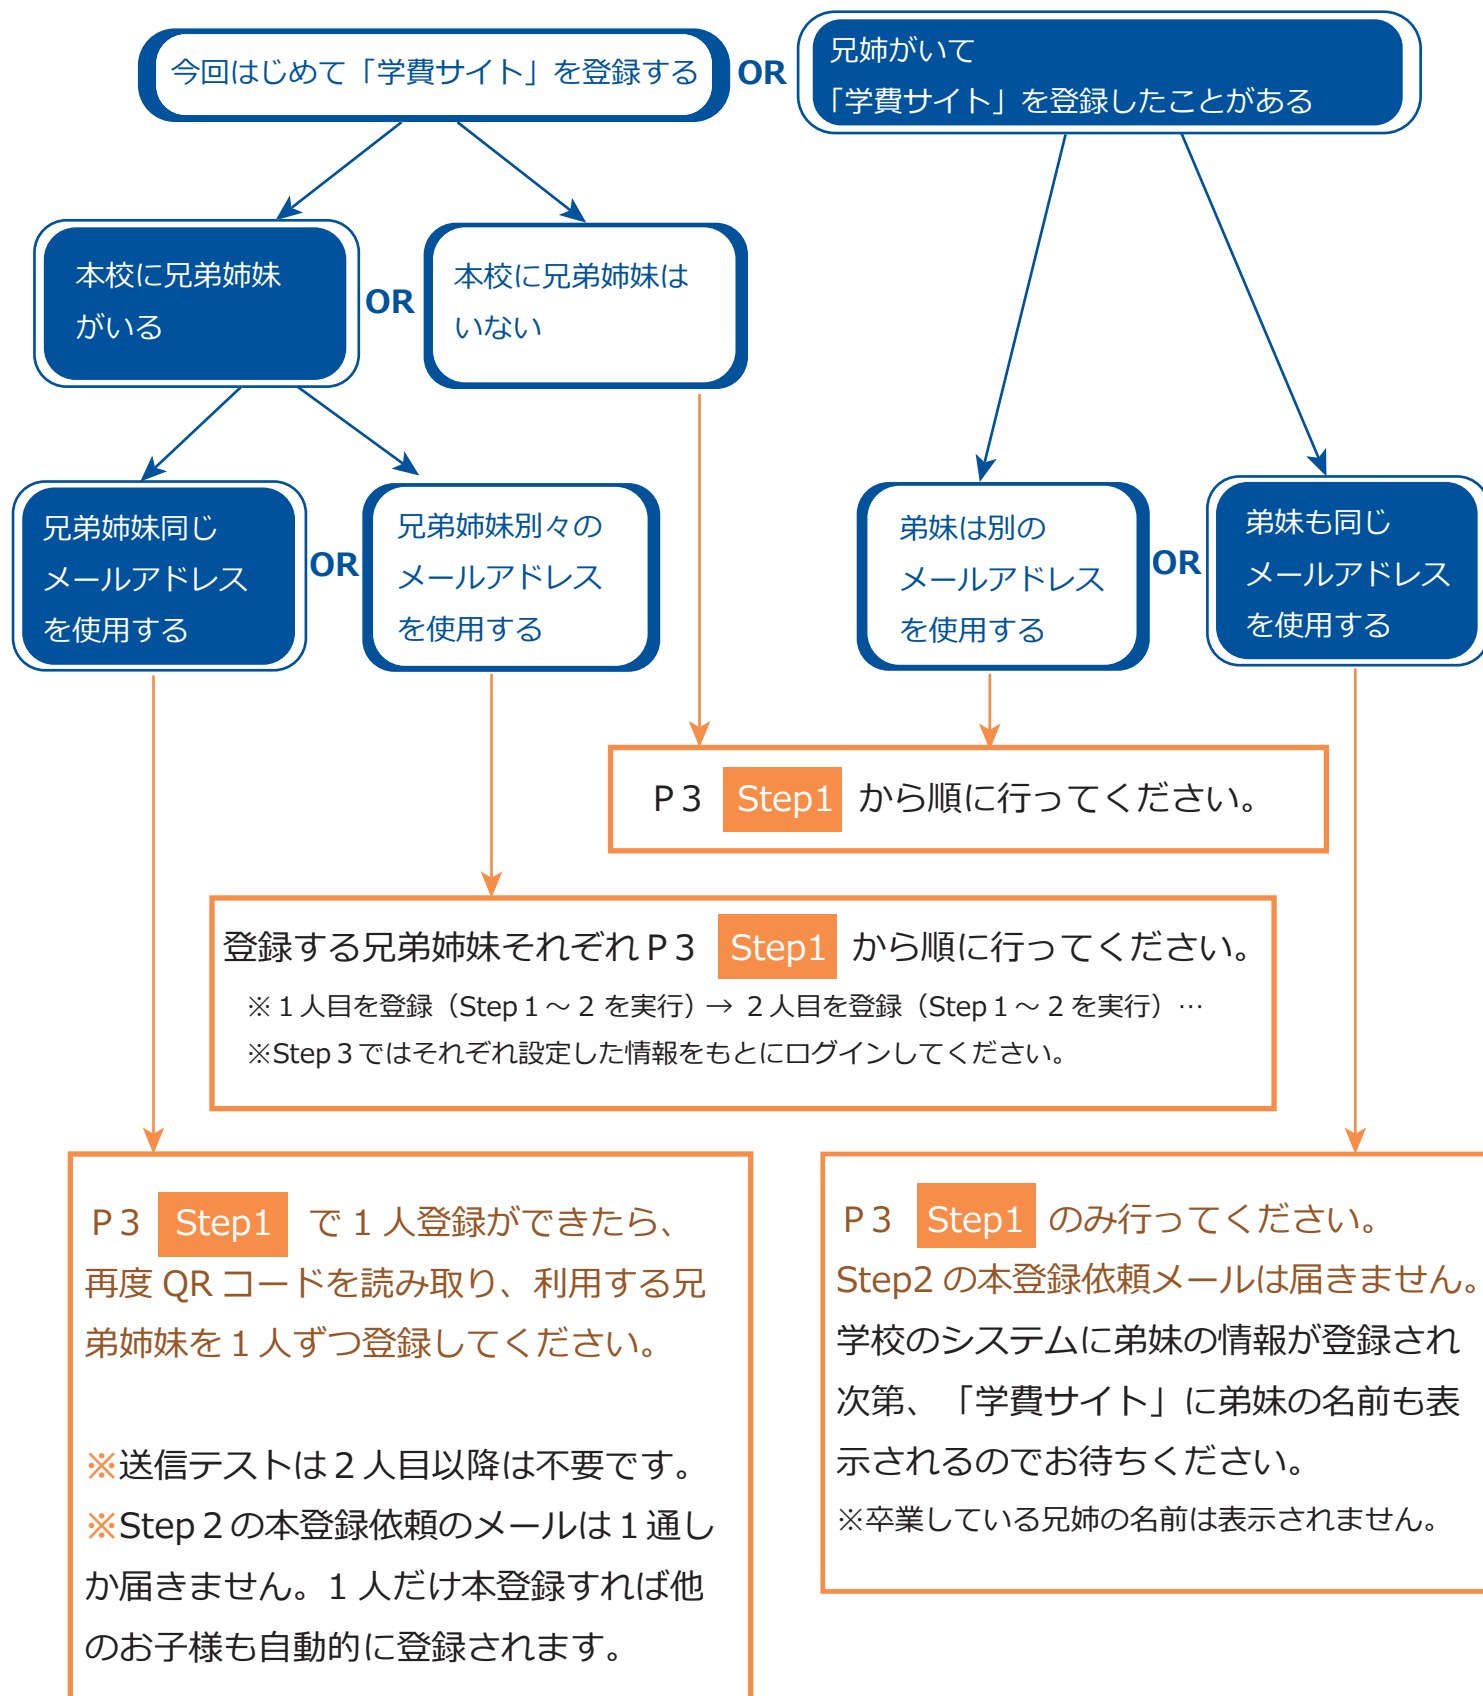 今回はじめて「学費サイト」を登録する
OR
兄姉がいて
「学費サイト」を登録したことがある
本校に兄弟姉妹
がいる
OR
本校に兄弟姉妹は
いない
兄弟姉妹同じ
メールアドレス
を使用する
OR
兄弟姉妹別々の
メールアドレス
を使用する
弟妹は別の
メールアドレス
を使用する
OR
弟妹も同じ
メールアドレス
を使用する
P３ Step1 から順に行ってください。
登録する兄弟姉妹それぞれP３ Step1 から順に行ってください。
※１人目を登録（Step１～２を実行）→ ２人目を登録（Step１～２を実行）…
※Step３ではそれぞれ設定した情報をもとにログインしてください。
P３ Step1 で１人登録ができたら、
再度 QR コードを読み取り、利用する兄
弟姉妹を１人ずつ登録してください。
※送信テストは２人目以降は不要です。
※Step２の本登録依頼のメールは１通し
か届きません。１人だけ本登録すれば他
のお子様も自動的に登録されます。
P３ Step1 のみ行ってください。
Step2 の本登録依頼メールは届きません。
学校のシステムに弟妹の情報が登録され
次第、「学費サイト」に弟妹の名前も表
示されるのでお待ちください。
※卒業している兄姉の名前は表示されません。